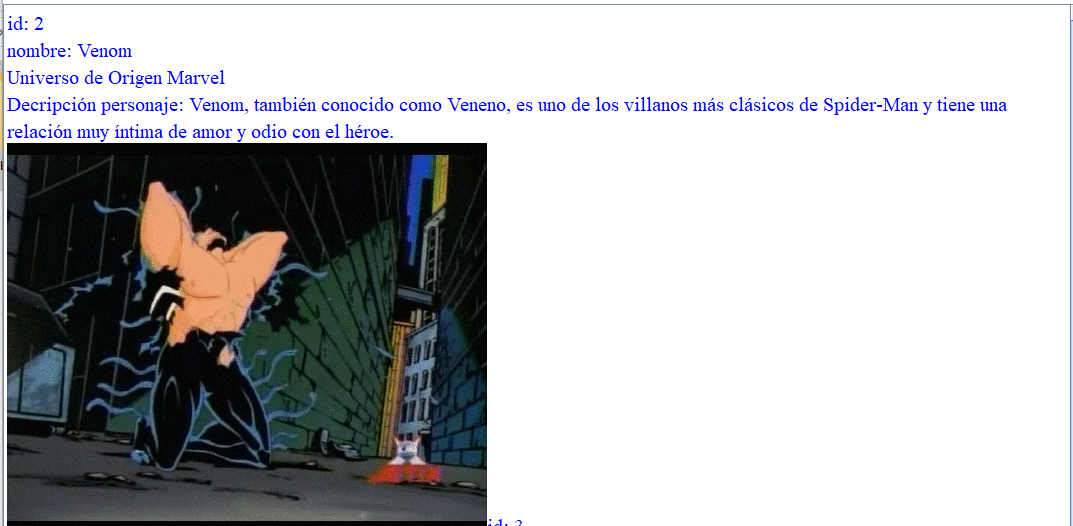 id: 2
nombre: Venom
Universo de Origen Marvel
Decripción personaje: Venom, también conocido como Veneno, es uno de los villanos más clásicos de Spider-Man y tiene una
relación muy íntima de amor y odio con el héroe.
id: 3